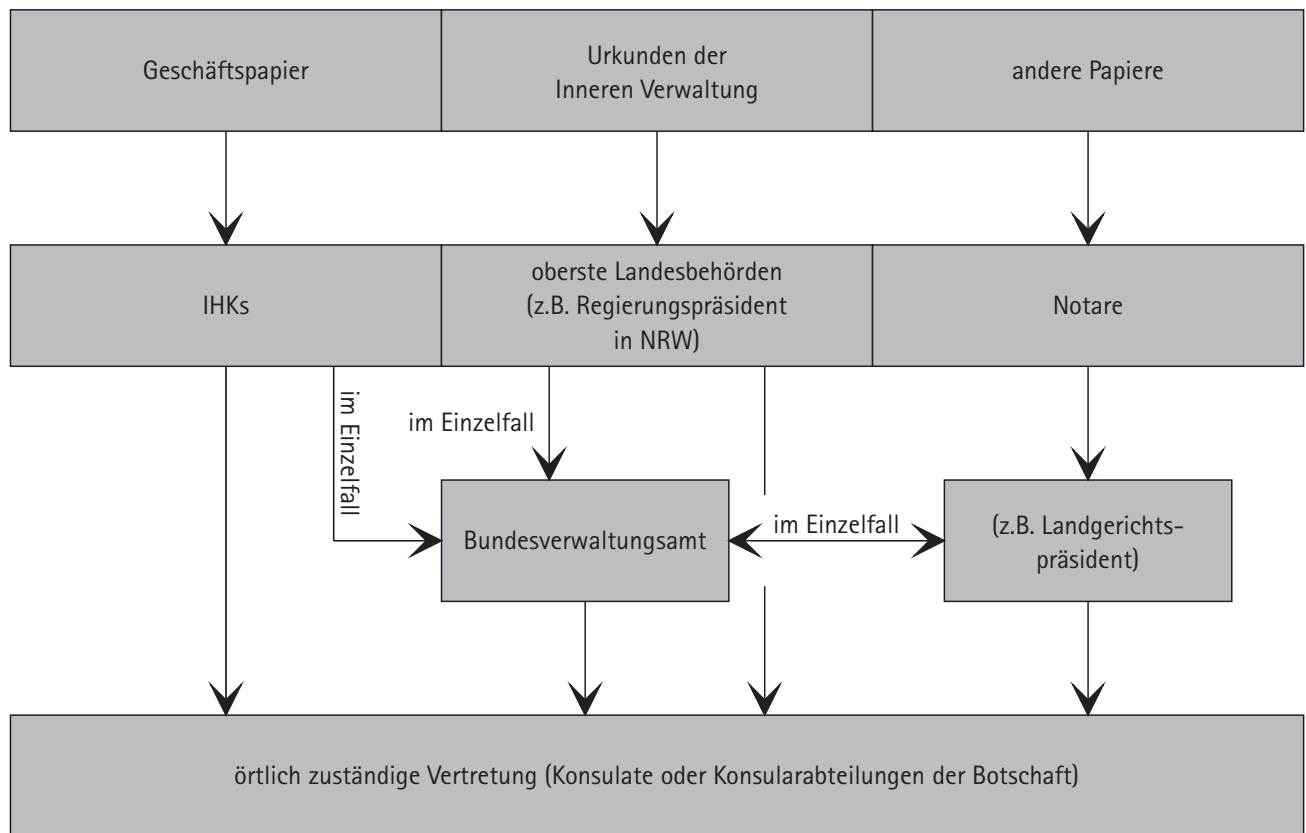 Geschäftspapier
Urkunden der
Inneren Verwaltung
andere Papiere
IHKs
oberste Landesbehörden
(z.B. Regierungspräsident
in NRW)
Notare
im Einzelfall
im Einzelfall
Bundesverwaltungsamt
im Einzelfall
(z.B. Landgerichts-
präsident)
örtlich zuständige Vertretung (Konsulate oder Konsularabteilungen der Botschaft)